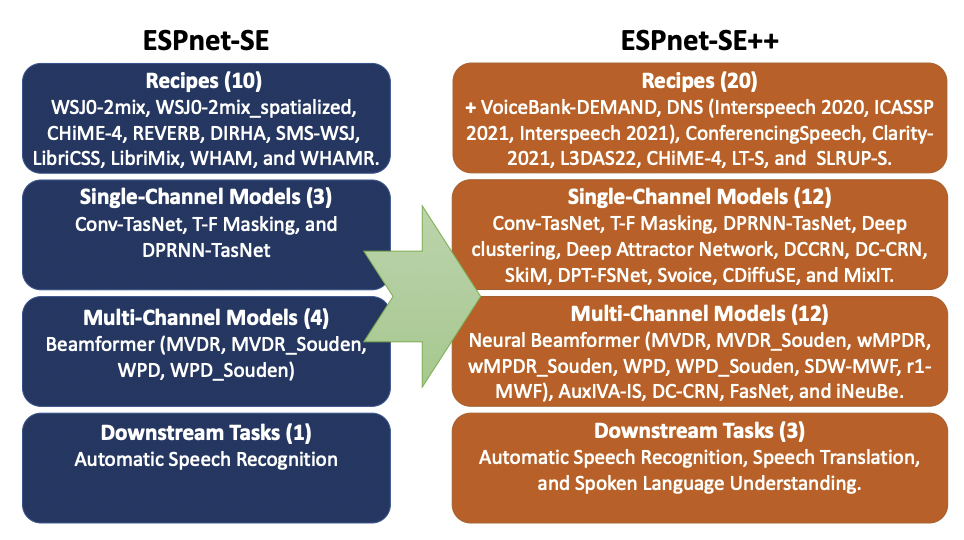 ESPnet-SE
Recipes (10)
WSJ0-2mix, WSJ0-2mix_spatialized,
CHiME-4, REVERB, DIRHA, SMS-WSJ,
LibriCSS, LibriMix, WHAM, and WHAMR.
Single-Channel Models (3)
Conv-TasNet, T-F Masking, and
DPRNN-TasNet
Multi-Channel Models (4)
Beamformer (MVDR, MVDR_Souden,
WPD, WPD_Souden)
Downstream Tasks (1)
Automatic Speech Recognition
ESPnet-SE++
Recipes (20)
+ VoiceBank-DEMAND, DNS (Interspeech 2020, ICASSP
2021, Interspeech 2021), ConferencingSpeech, Clarity-
2021, L3DAS22, CHiME-4, LT-S, and SLRUP-S.
Single-Channel Models (12)
Conv-TasNet, T-F Masking, DPRNN-TasNet, Deep
clustering, Deep Attractor Network, DCCRN, DC-CRN,
SkiM, DPT-FSNet, Svoice, CDiffuSE, and MixIT.
Multi-Channel Models (12)
Neural Beamformer (MVDR, MVDR_Souden, wMPDR,
wMPDR_Souden, WPD, WPD_Souden, SDW-MWF, r1-
MWF), AuxIVA-IS, DC-CRN, FasNet, and iNeuBe.
Downstream Tasks (3)
Automatic Speech Recognition, Speech Translation,
and Spoken Language Understanding.